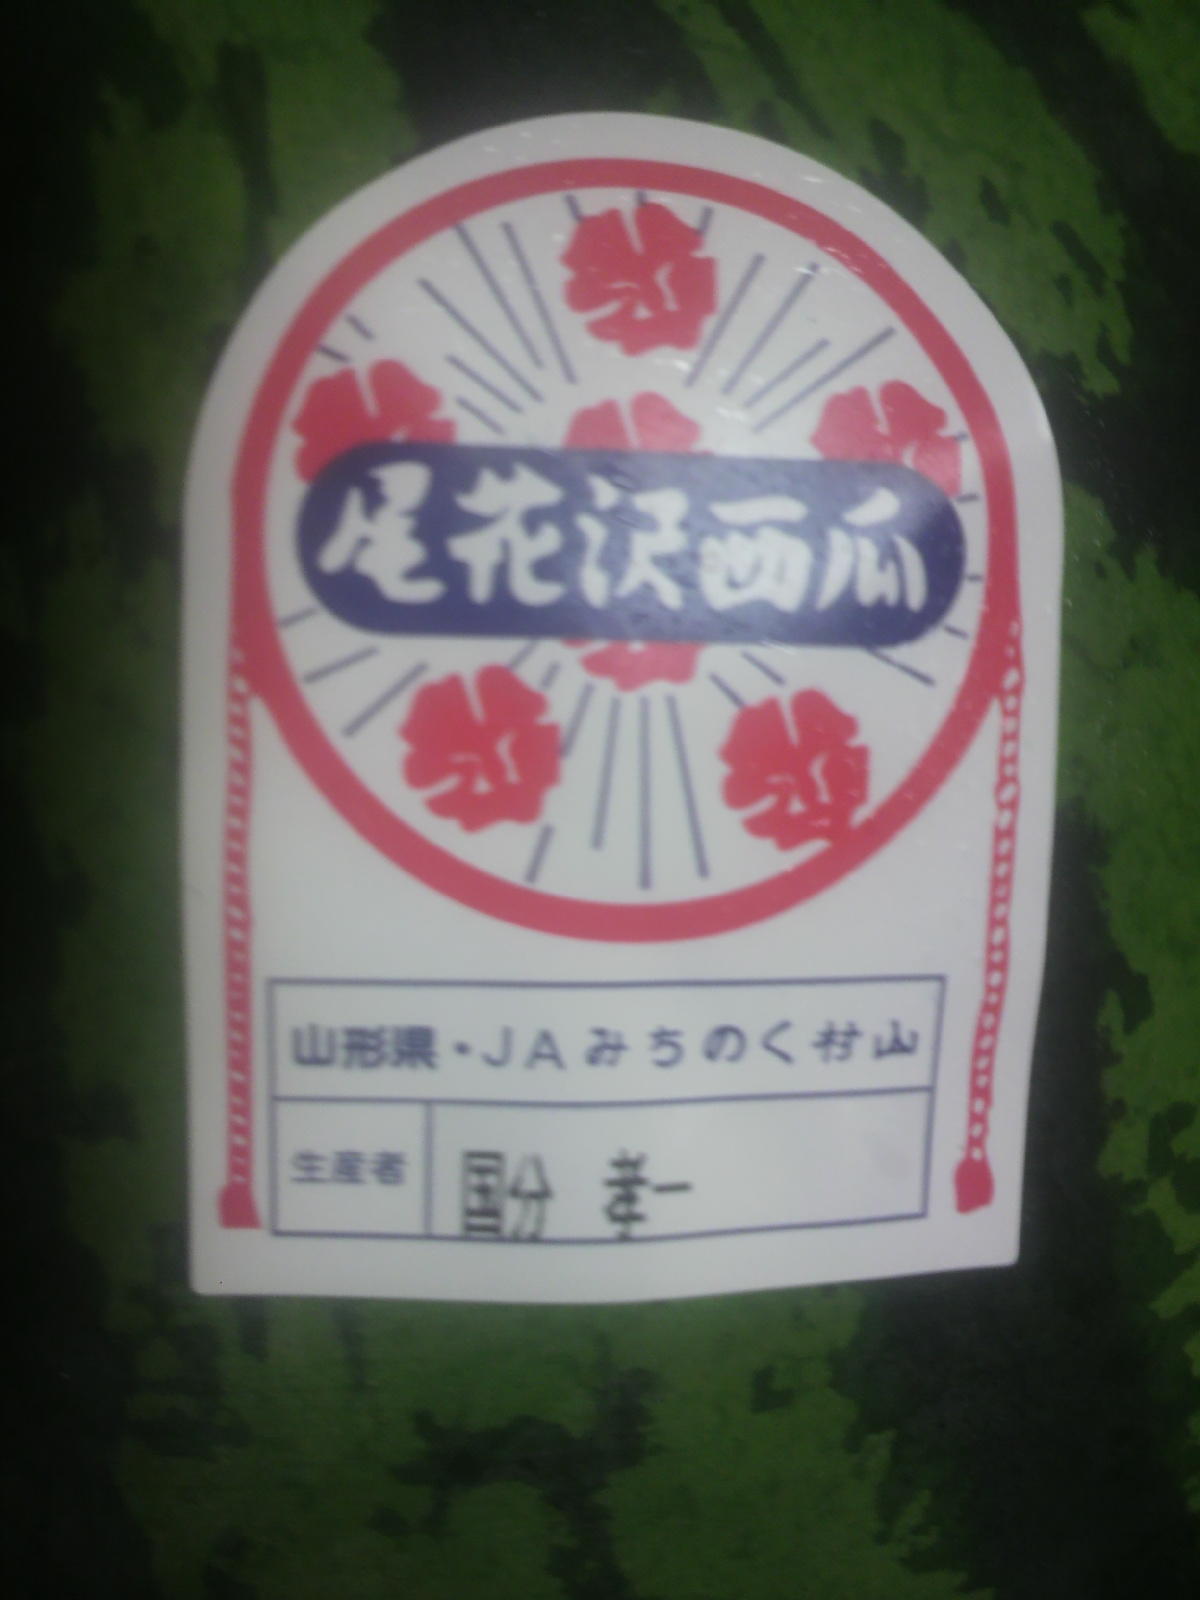 尾花沢西瓜
山形県・JAみちのく村山
生産者 国分 幸一